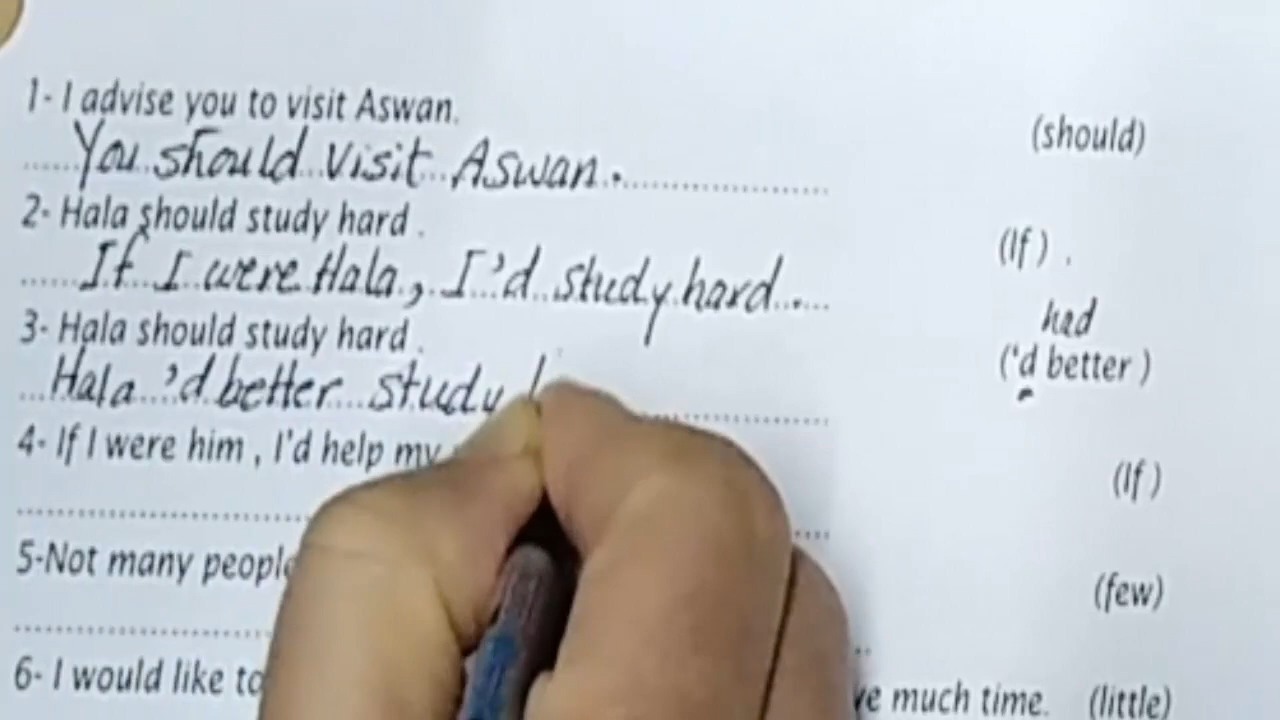 1- I advise you to visit Aswan. (should)
You should visit Aswan.
2- Hala should study hard . (If) .
If I were Hala, I'd study hard.
3- Hala should study hard . had
('d better )
Hala 'd better study
4- If I were him , I'd help my (If )
5-Not many people (few)
6- I would like to much time. (little)